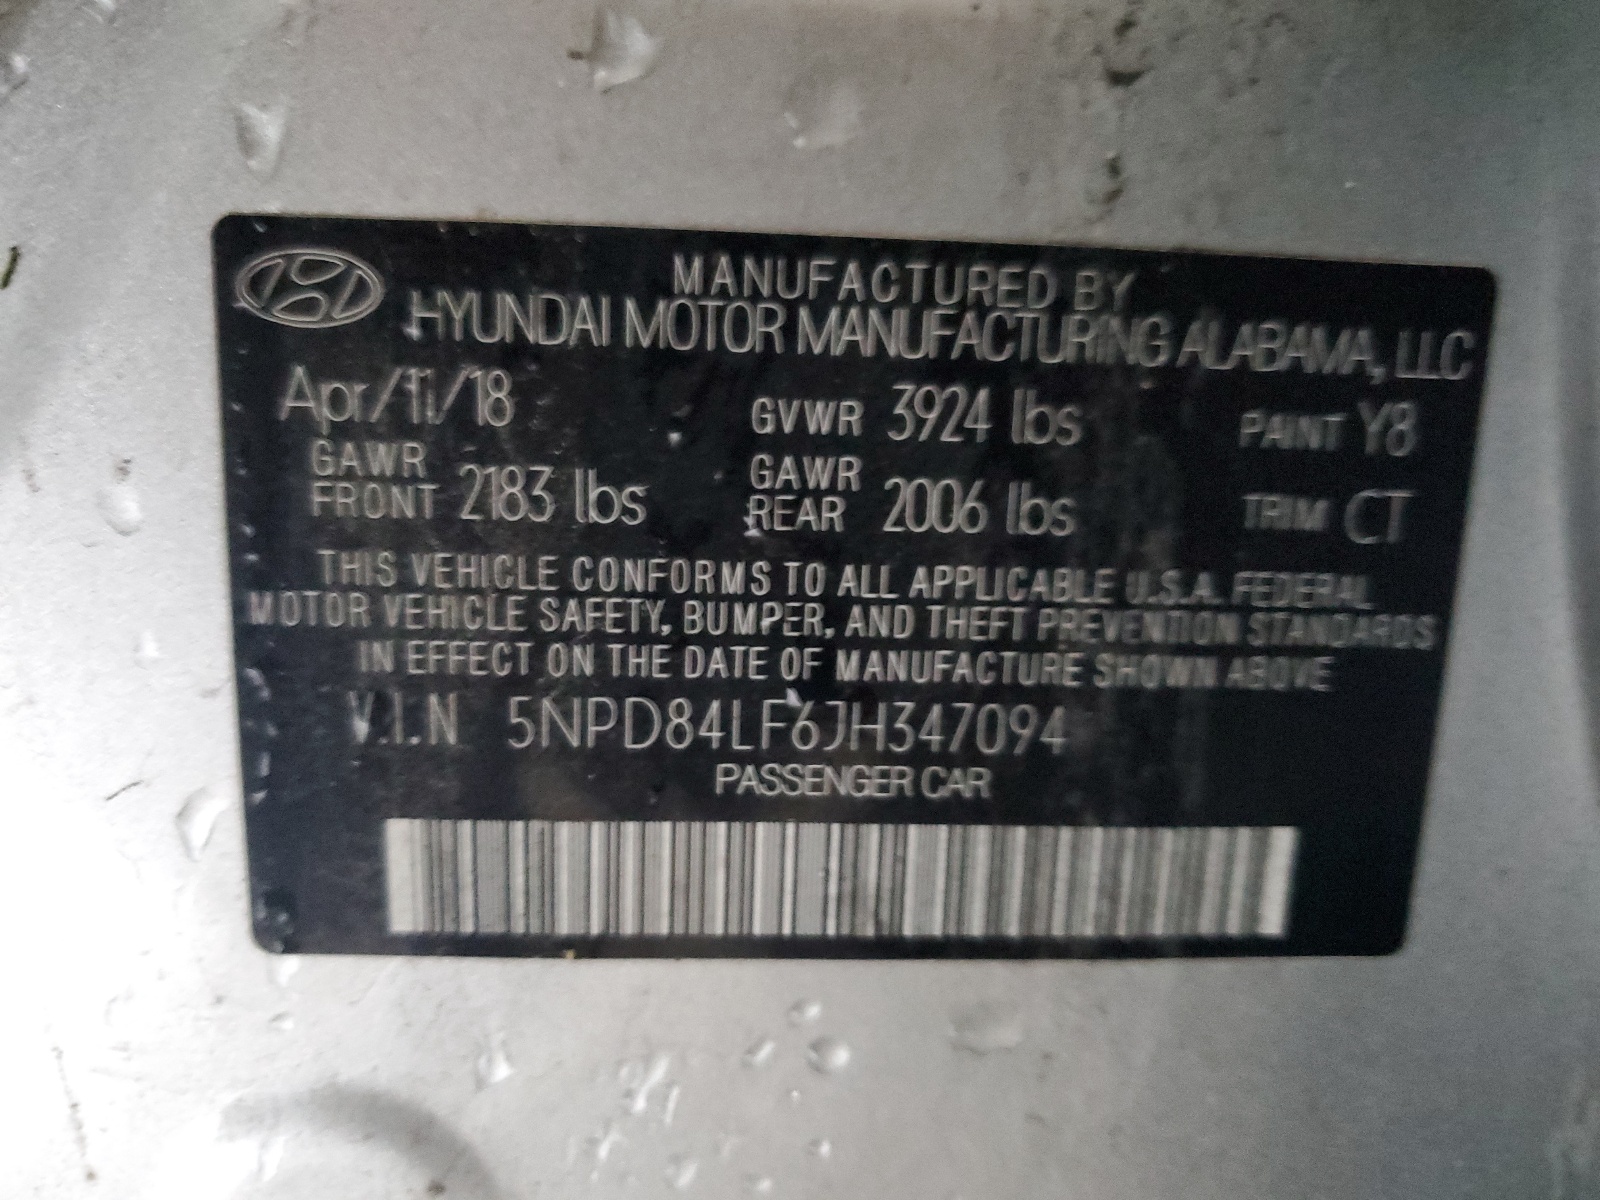 MANUFACTURED BY
HYUNDAI MOTOR MANUFACTURING ALABAMA, LLC
Apr/11/18 GVWR 3924 lbs PAINT Y8
GAWR FRONT 2183 lbs GAWR REAR 2006 lbs TRIM CT
THIS VEHICLE CONFORMS TO ALL APPLICABLE U.S.A. FEDERAL
MOTOR VEHICLE SAFETY, BUMPER, AND THEFT PREVENTION STANDARDS
IN EFFECT ON THE DATE OF MANUFACTURE SHOWN ABOVE
V.I.N 5NPD84LF6JH347094
PASSENGER CAR